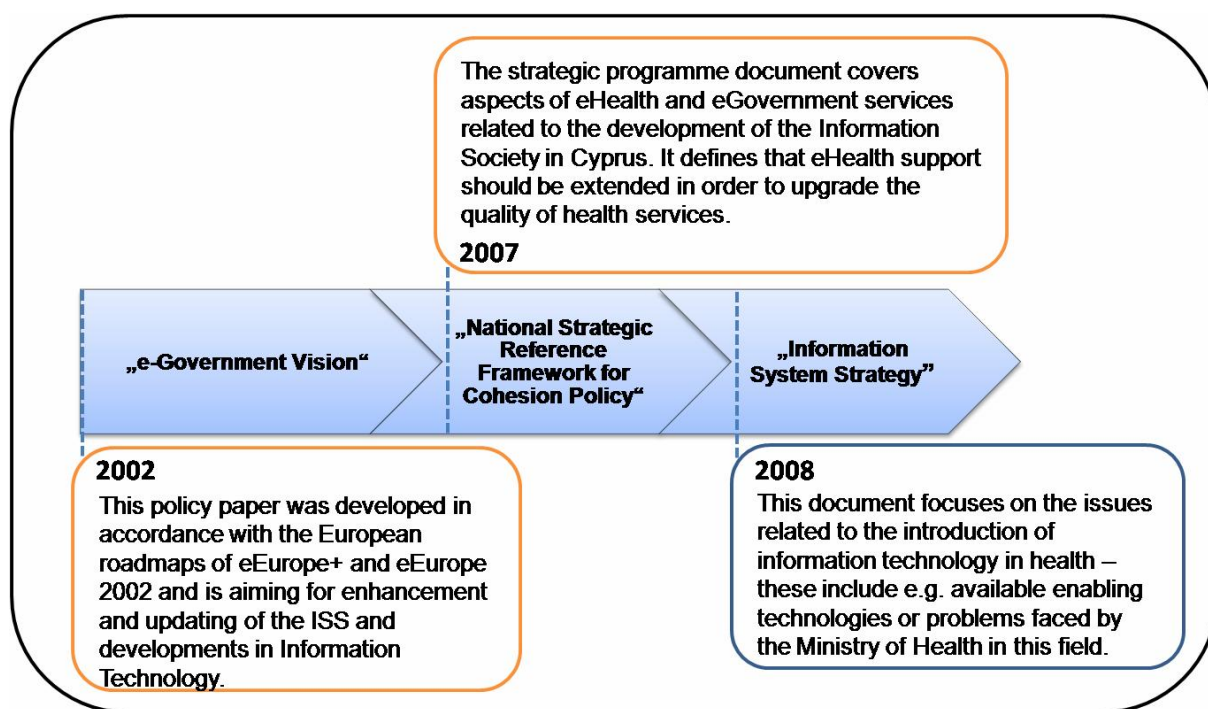 The strategic programme document covers
aspects of eHealth and eGovernment services
related to the development of the Information
Society in Cyprus. It defines that eHealth support
should be extended in order to upgrade the
quality of health services.
2007
„e-Government Vision“
„National Strategic
Reference
Framework for
Cohesion Policy“
„Information
System Strategy”
2002
This policy paper was developed in
accordance with the European
roadmaps of eEurope+ and eEurope
2002 and is aiming for enhancement
and updating of the ISS and
developments in Information
Technology.
2008
This document focuses on the issues
related to the introduction of
information technology in health –
these include e.g. available enabling
technologies or problems faced by
the Ministry of Health in this field.